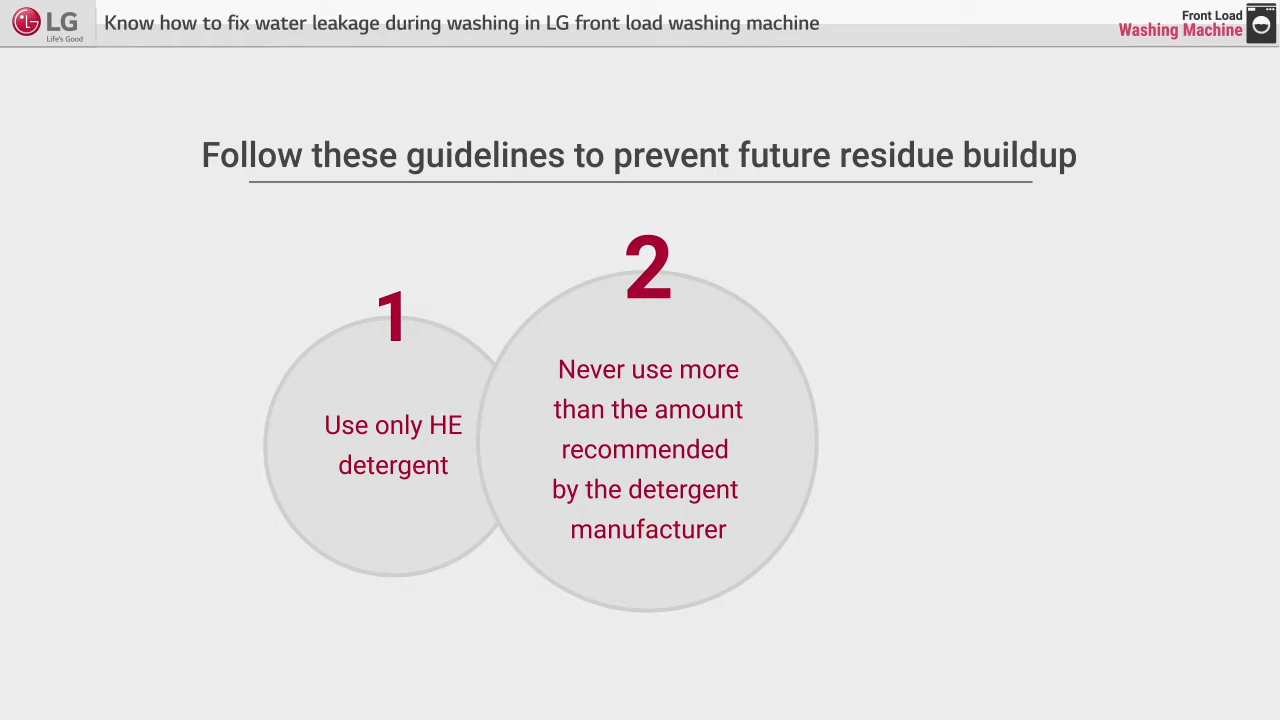 LG
Life's Good
Know how to fix water leakage during washing in LG front load washing machine
Front Load
Washing Machine
Follow these guidelines to prevent future residue buildup
1
Use only HE
detergent
2
Never use more
than the amount
recommended
by the detergent
manufacturer